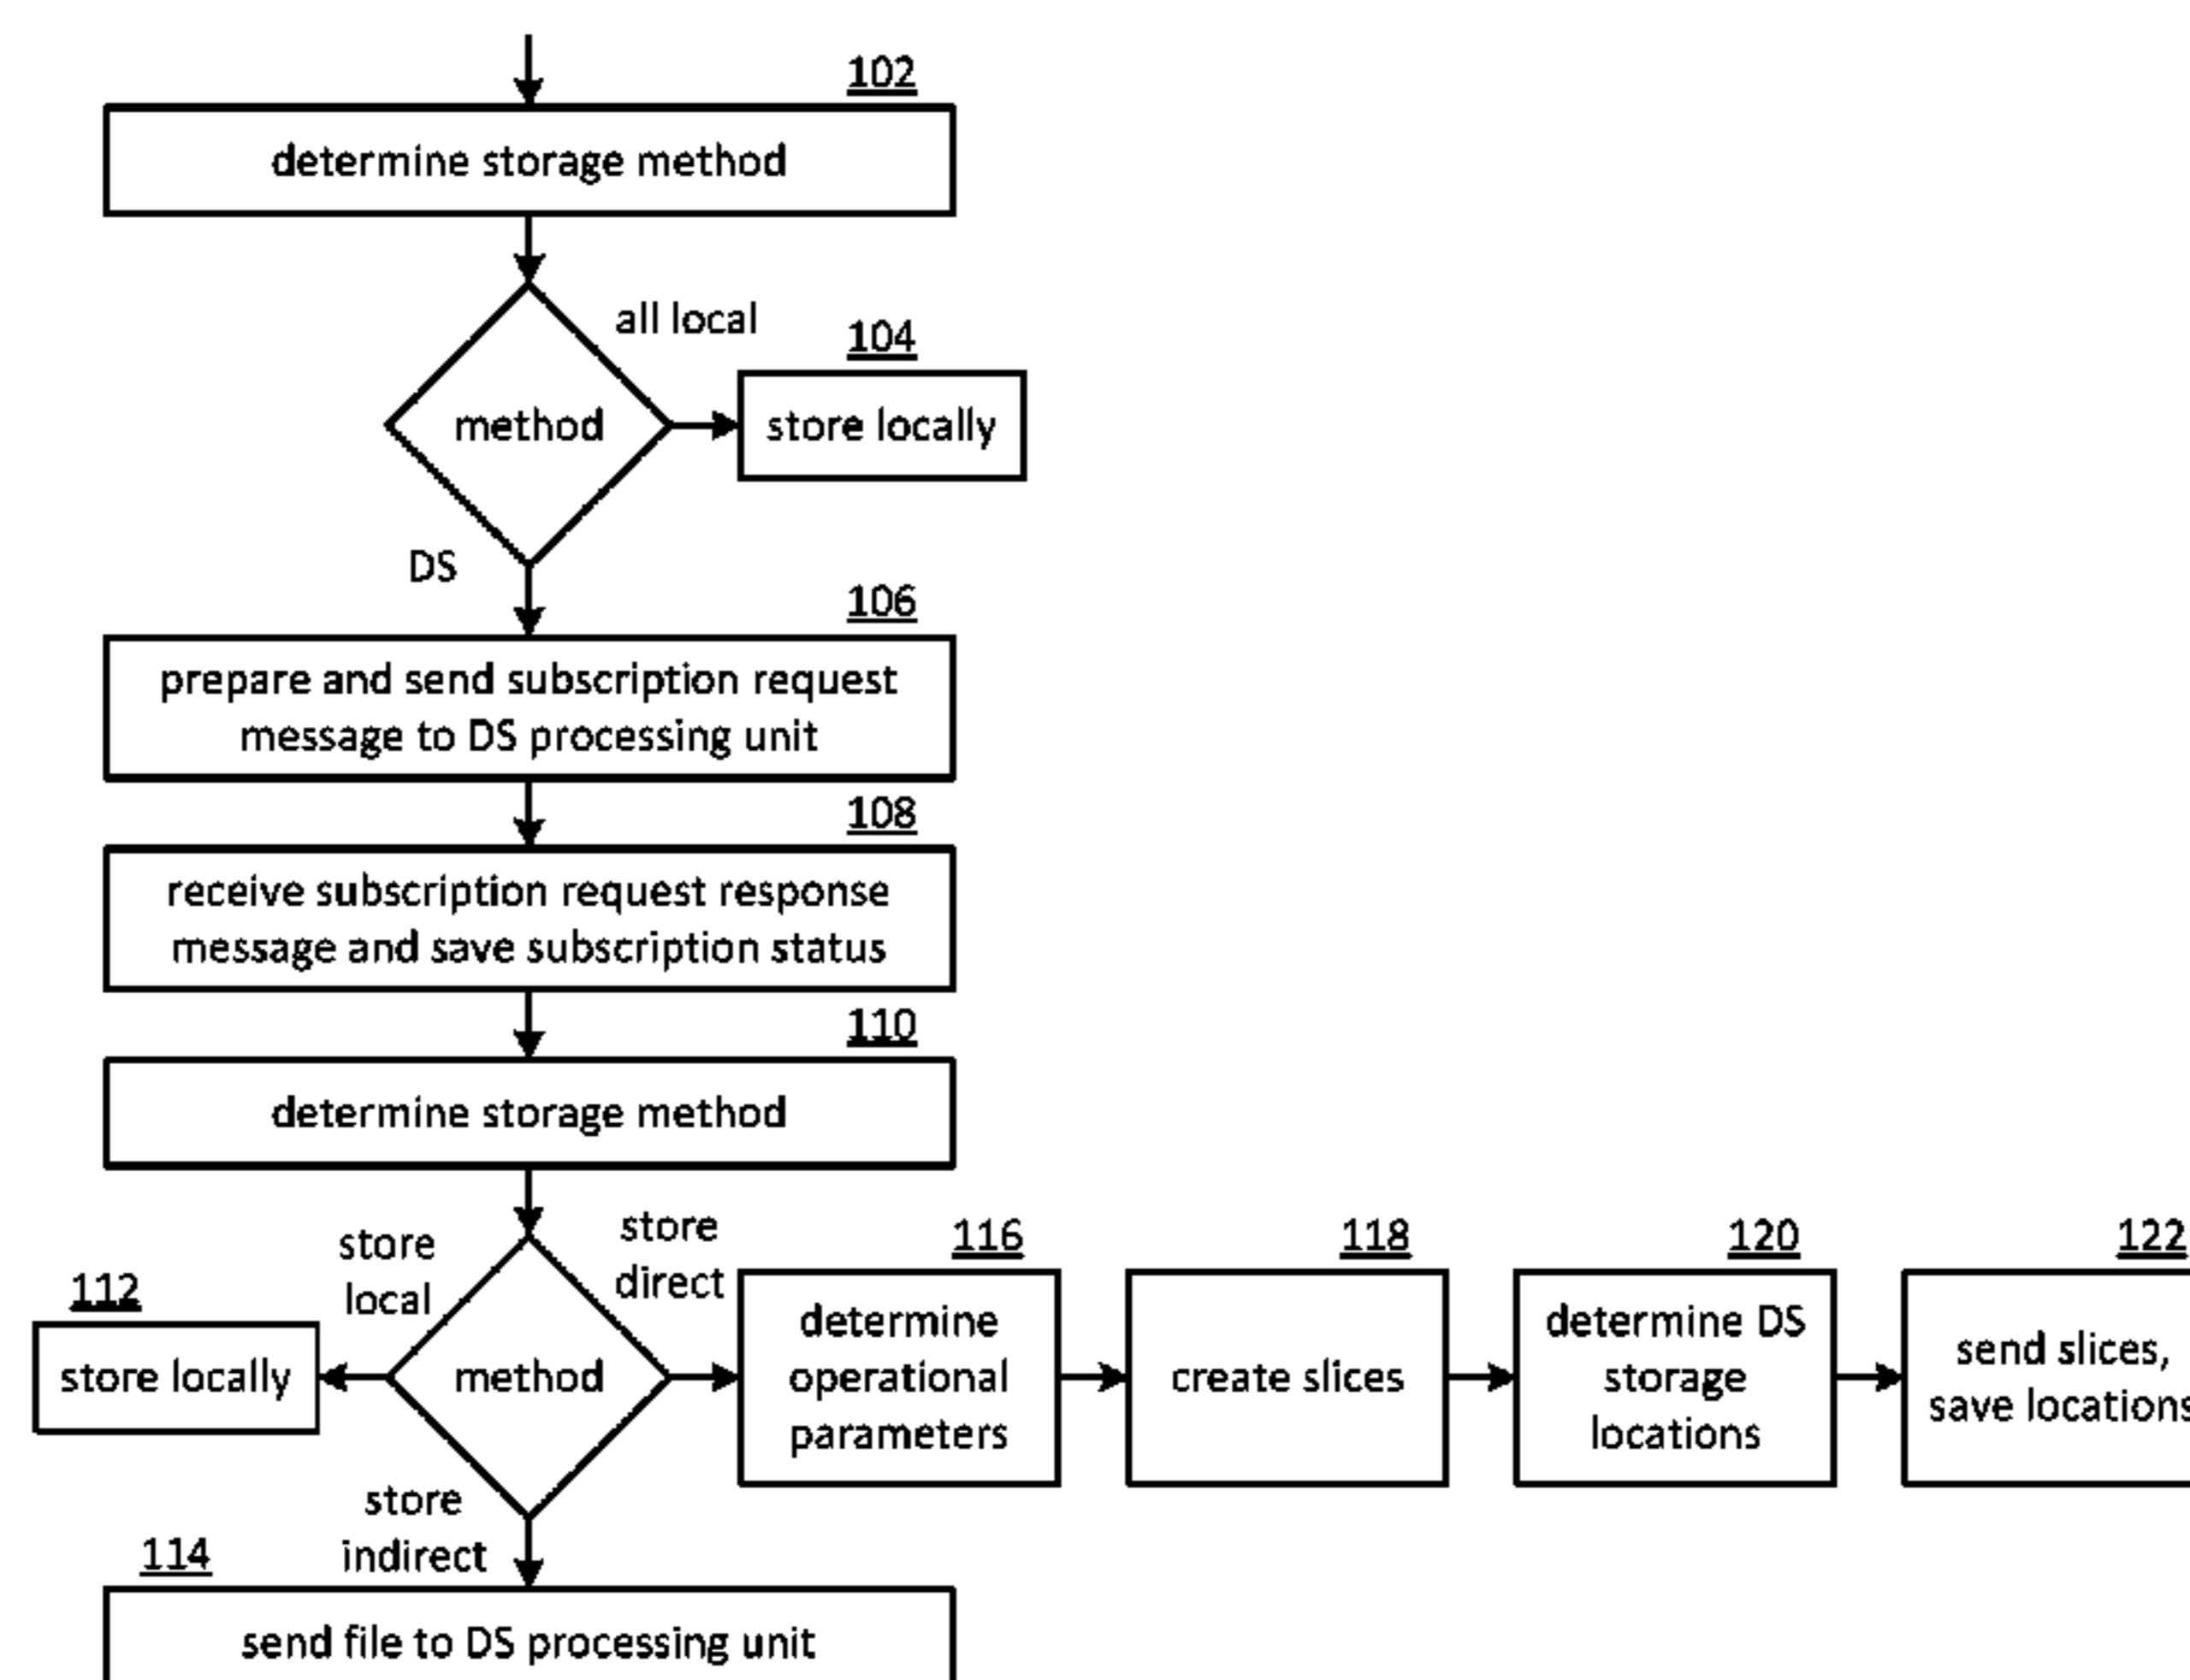 102
determine storage method
all local
104
method
store locally
DS
106
prepare and send subscription request
message to DS processing unit
108
receive subscription request response
message and save subscription status
110
determine storage method
store
local
store
direct
112
store locally
method
116
determine
operational
parameters
118
create slices
120
determine DS
storage
locations
122
send slices,
save locations
store
indirect
114
send file to DS processing unit